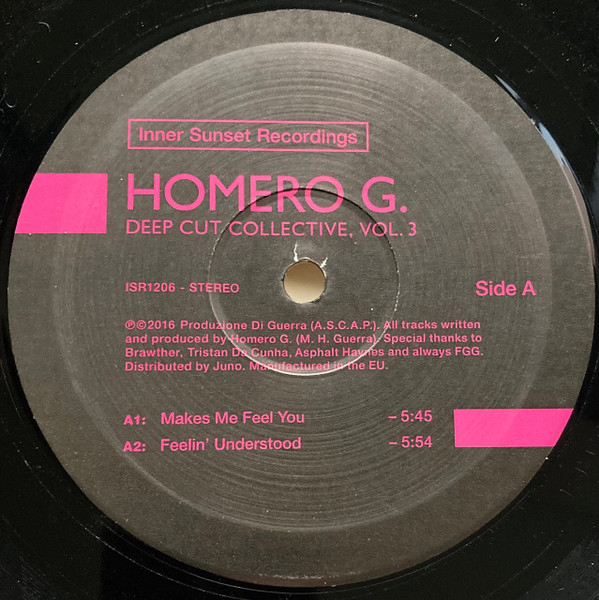 Inner Sunset Recordings
HOMERO G.
DEEP CUT COLLECTIVE, VOL. 3
ISR1206 - STEREO
Side A
℗©2016 Produzione Di Guerra (A.S.C.A.P.). All tracks written
and produced by Homero G. (M. H. Guerra). Special thanks to
Brawther, Tristan Da Cunha, Asphalt Haynes and always FGG.
Distributed by Juno. Manufactured in the EU.
A1: Makes Me Feel You – 5:45
A2: Feelin' Understood – 5:54